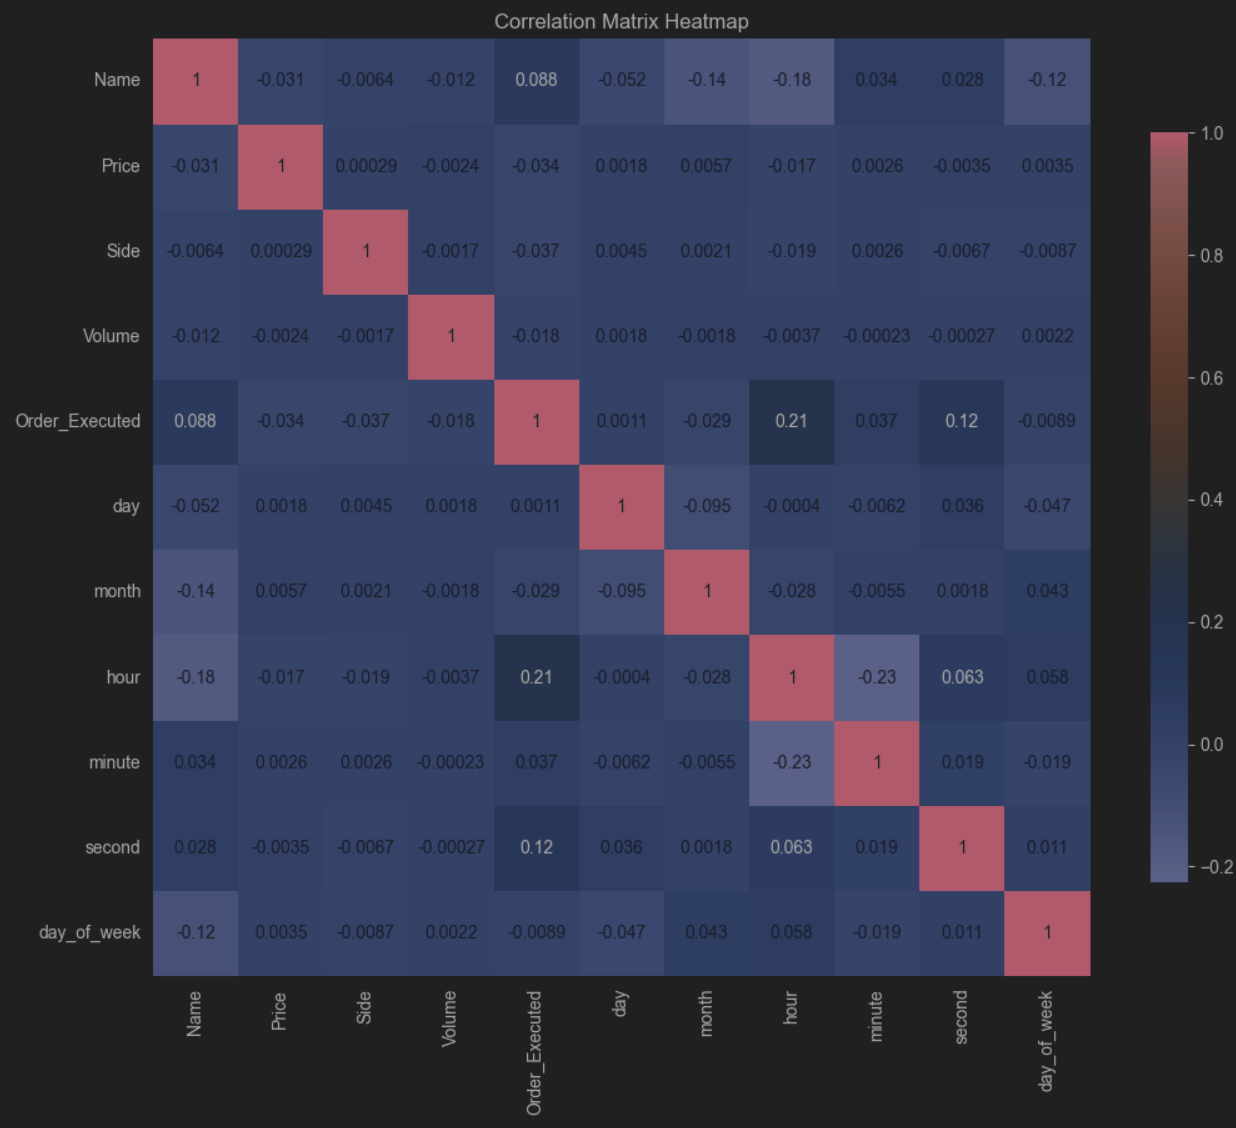 Correlation Matrix Heatmap
Name 1 -0.031 -0.0064 -0.012 0.088 -0.052 -0.14 -0.18 0.034 0.028 -0.12
Price -0.031 1 0.00029 -0.0024 -0.034 0.0018 0.0057 -0.017 0.0026 -0.0035 0.0035
Side -0.0064 0.00029 1 -0.0017 -0.037 0.0045 0.0021 -0.019 0.0026 -0.0067 -0.0087
Volume -0.012 -0.0024 -0.0017 1 -0.018 0.0018 -0.0018 -0.0037 -0.00023 -0.00027 0.0022
Order_Executed 0.088 -0.034 -0.037 -0.018 1 0.0011 -0.029 0.21 0.037 0.12 -0.0089
day -0.052 0.0018 0.0045 0.0018 0.0011 1 -0.095 -0.0004 -0.0062 0.036 -0.047
month -0.14 0.0057 0.0021 -0.0018 -0.029 -0.095 1 -0.028 -0.0055 0.0018 0.043
hour -0.18 -0.017 -0.019 -0.0037 0.21 -0.0004 -0.028 1 -0.23 0.063 0.058
minute 0.034 0.0026 0.0026 -0.00023 0.037 -0.0062 -0.0055 -0.23 1 0.019 -0.019
second 0.028 -0.0035 -0.0067 -0.00027 0.12 0.036 0.0018 0.063 0.019 1 0.011
day_of_week -0.12 0.0035 -0.0087 0.0022 -0.0089 -0.047 0.043 0.058 -0.019 0.011 1
Name Price Side Volume Order_Executed day month hour minute second day_of_week
1.0
0.8
0.6
0.4
0.2
0.0
−0.2